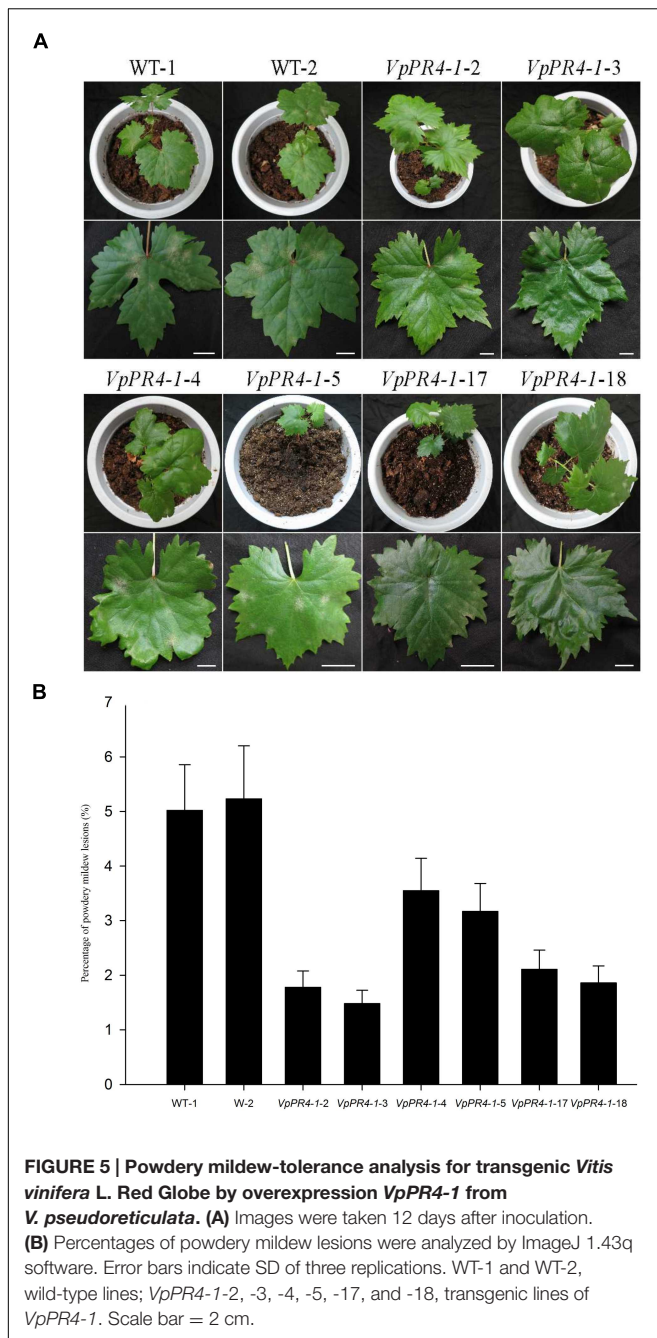 A
WT-1 WT-2 VpPR4-1-2 VpPR4-1-3
VpPR4-1-4 VpPR4-1-5 VpPR4-1-17 VpPR4-1-18
B
7
6
5
4
3
2
1
0
Percentage of powdery mildew lesions (%)
WT-1 W-2 VpPR4-1-2 VpPR4-1-3 VpPR4-1-4 VpPR4-1-5 VpPR4-1-17 VpPR4-1-18
FIGURE 5 | Powdery mildew-tolerance analysis for transgenic Vitis
vinifera L. Red Globe by overexpression VpPR4-1 from
V. pseudoreticulata. (A) Images were taken 12 days after inoculation.
(B) Percentages of powdery mildew lesions were analyzed by ImageJ 1.43q
software. Error bars indicate SD of three replications. WT-1 and WT-2,
wild-type lines; VpPR4-1-2, -3, -4, -5, -17, and -18, transgenic lines of
VpPR4-1. Scale bar = 2 cm.